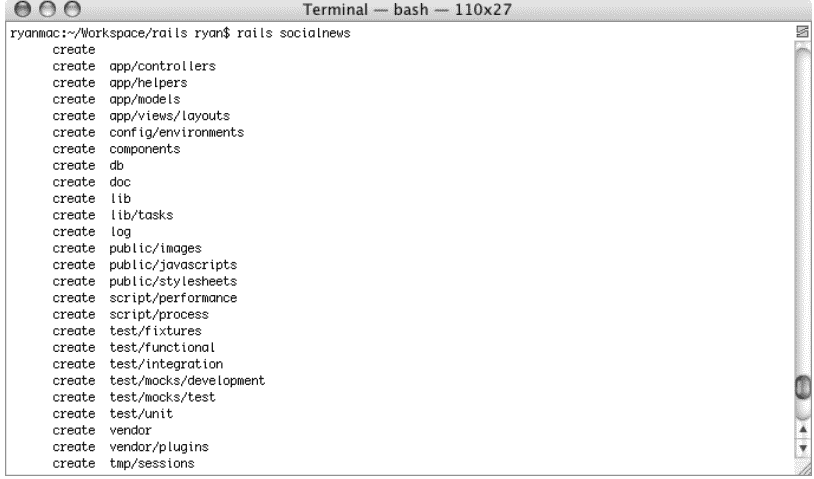 Terminal — bash — 110x27
ryanmac:~/Workspace/rails ryan$ rails socialnews
create
create app/controllers
create app/helpers
create app/models
create app/views/layouts
create config/environments
create components
create db
create doc
create lib
create lib/tasks
create log
create public/images
create public/javascripts
create public/stylesheets
create script/performance
create script/process
create test/fixtures
create test/functional
create test/integration
create test/mocks/development
create test/mocks/test
create test/unit
create vendor
create vendor/plugins
create tmp/sessions